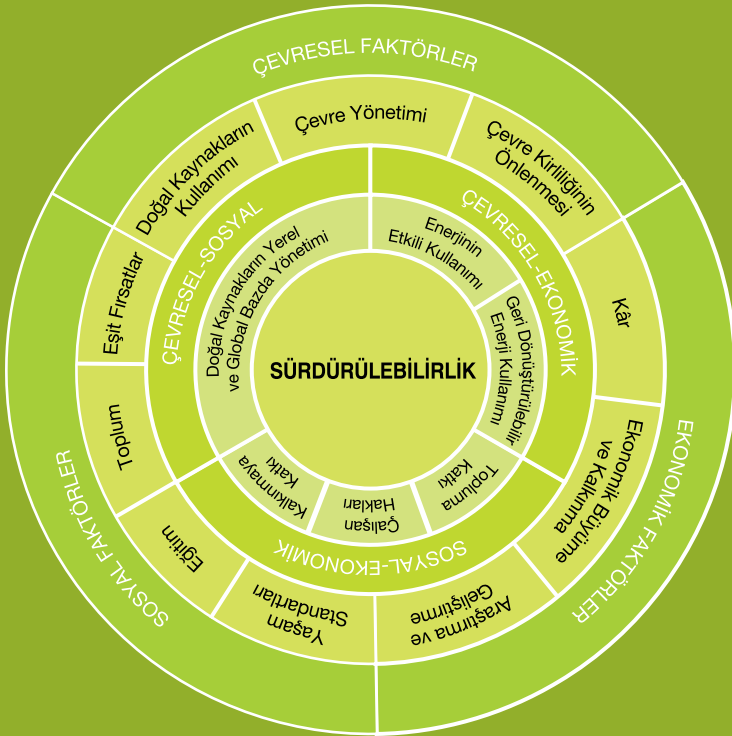 ÇEVRESEL FAKTÖRLER
Çevre Yönetimi
Doğal Kaynakların
Kullanımı
Çevre Kirliliğinin
Önlenmesi
ÇEVRESEL-SOSYAL
ÇEVRESEL-EKONOMİK
Doğal Kaynakların Yerel
ve Global Bazda Yönetimi
Enerjinin
Etkili Kullanımı
Geri Dönüştürülebilir
Enerji Kullanımı
Eşit Fırsatlar
Kâr
SÜRDÜRÜLEBİLİRLİK
Toplum
Ekonomik Büyüme
ve Kalkınma
EKONOMİK FAKTÖRLER
SOSYAL FAKTÖRLER
Kalkınmaya
Katkı
Çalışan
Hakları
Topluma
Katkı
SOSYAL-EKONOMİK
Eğitim
Yaşam
Standartları
Araştırma ve
Geliştirme